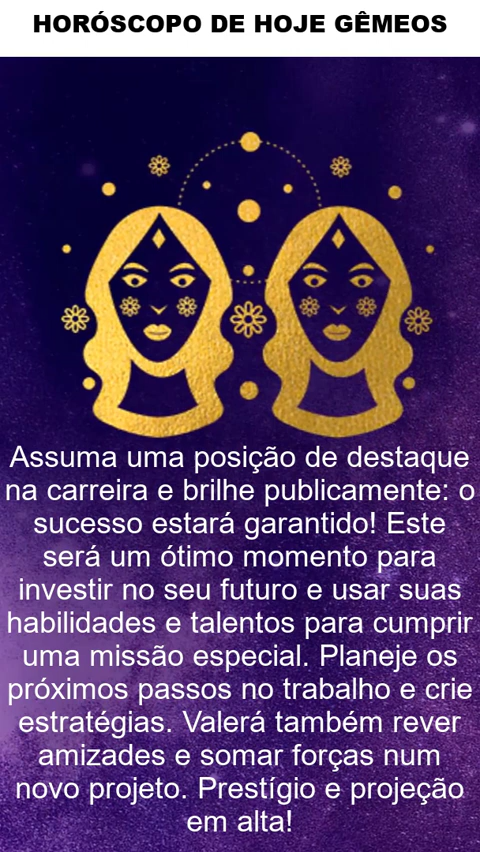 HORÓSCOPO DE HOJE GÊMEOS
Assuma uma posição de destaque
na carreira e brilhe publicamente: o
sucesso estará garantido! Este
será um ótimo momento para
investir no seu futuro e usar suas
habilidades e talentos para cumprir
uma missão especial. Planeje os
próximos passos no trabalho e crie
estratégias. Valerá também rever
amizades e somar forças num
novo projeto. Prestígio e projeção
em alta!